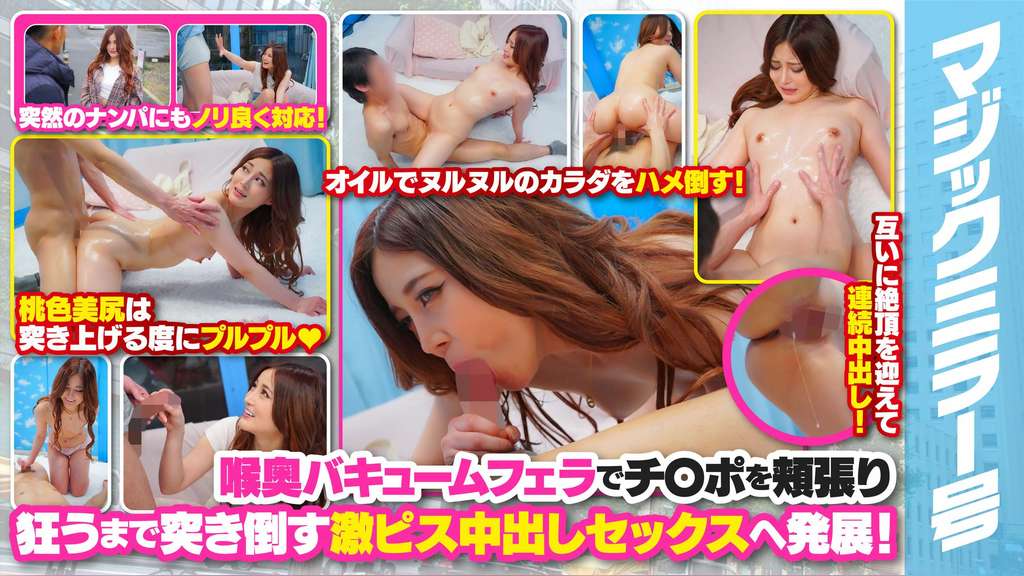 突然のナンパにもノリ良く対応!
オイルでヌルヌルのカラダをハメ倒す!
桃色美尻は
突き上げる度にプルプル♥
互いに絶頂を迎えて
連続中出し!
喉奥バキュームフェラでチ〇ポを頬張り
狂うまで突き倒す激ピス中出しセックスへ発展!
マジックミラー号